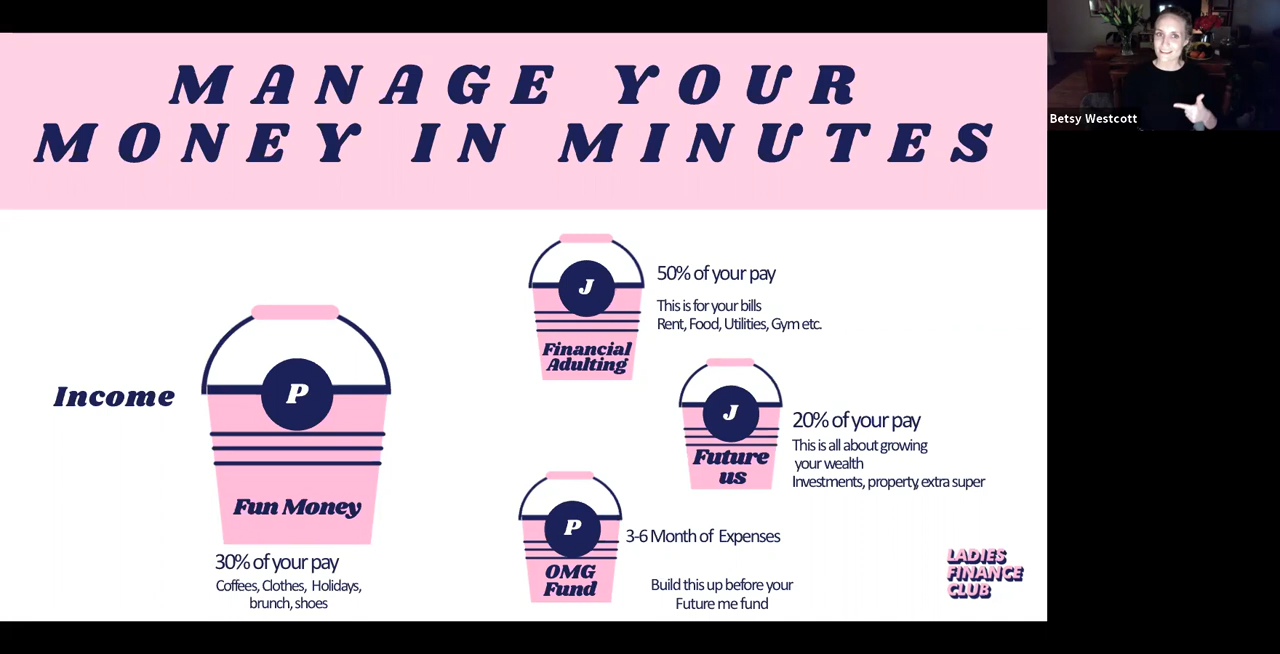 MANAGE YOUR
MONEY IN MINUTES
Betsy Westcott
Income
P
Fun Money
30% of your pay
Coffees, Clothes, Holidays,
brunch, shoes
J
Financial
Adulting
50% of your pay
This is for your bills
Rent, Food, Utilities, Gym etc.
J
Future
us
20% of your pay
This is all about growing
your wealth
Investments, property, extra super
P
OMG
Fund
3-6 Month of Expenses
Build this up before your
Future me fund
LADIES
FINANCE
CLUB